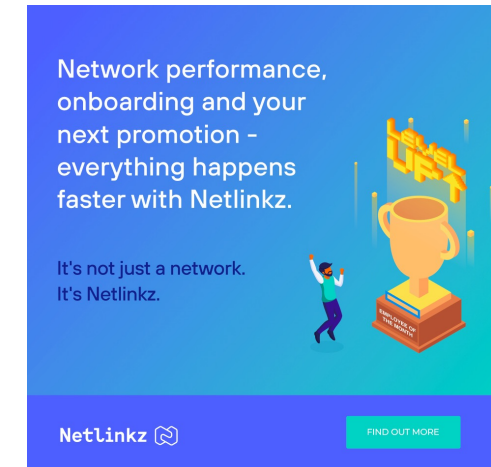 Network performance,
onboarding and your
next promotion -
everything happens
faster with Netlinkz.
LEVEL
UP!
It's not just a network.
It's Netlinkz.
EMPLOYEE OF
THE MONTH
Netlinkz
FIND OUT MORE